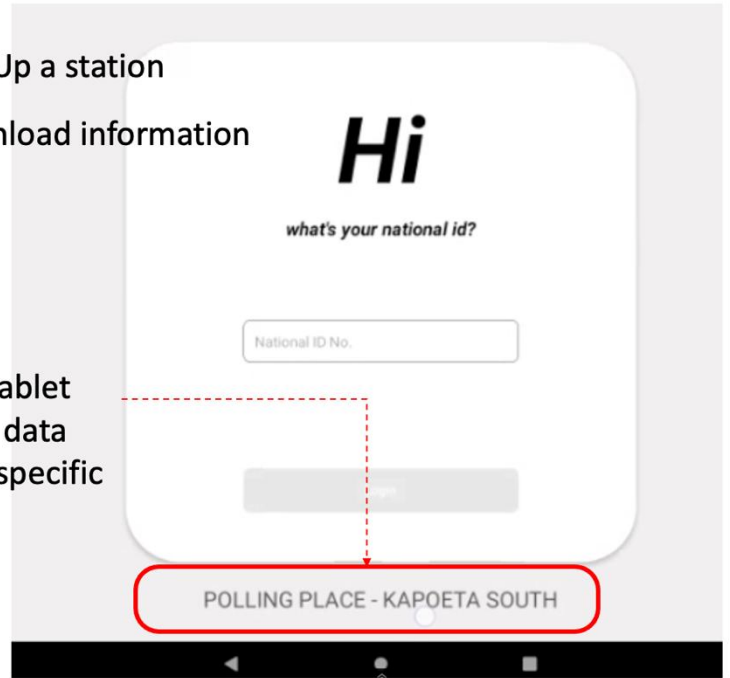 Up a station
nload information
Hi
what's your national id?
National ID No.
ablet
data
specific
POLLING PLACE - KAPOETA SOUTH